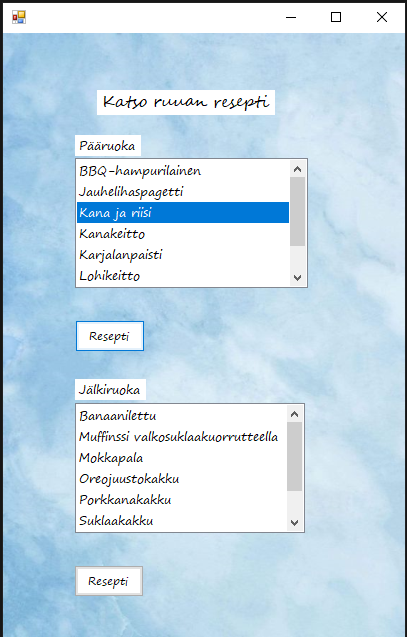 Katso ruuan resepti
Pääruoka
BBQ-hampurilainen
Jauhelihaspagetti
Kana ja riisi
Kanakeitto
Karjalanpaisti
Lohikeitto
Resepti
Jälkiruoka
Banaanilettu
Muffinssi valkosuklaakuorrutteella
Mokkapala
Oreojuustokakku
Porkkanakakku
Suklaakakku
Resepti